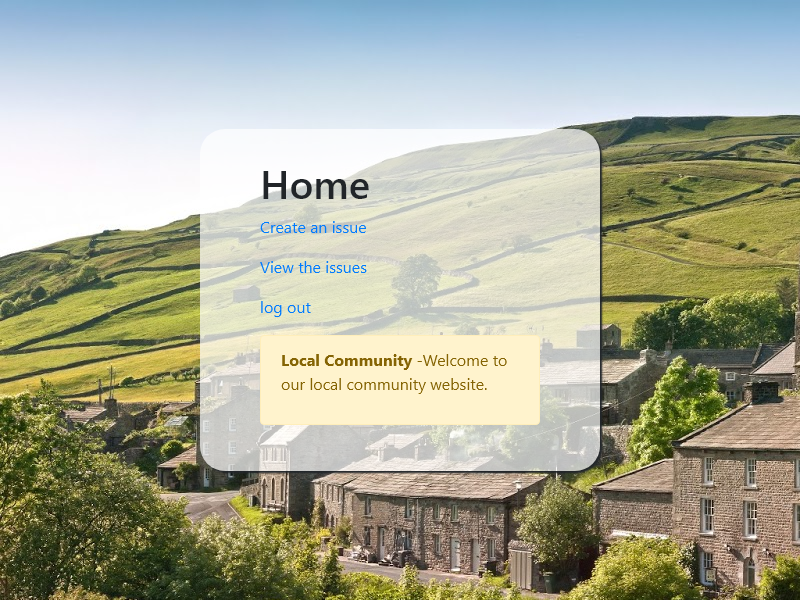 Home
Create an issue
View the issues
log out
Local Community -Welcome to
our local community website.